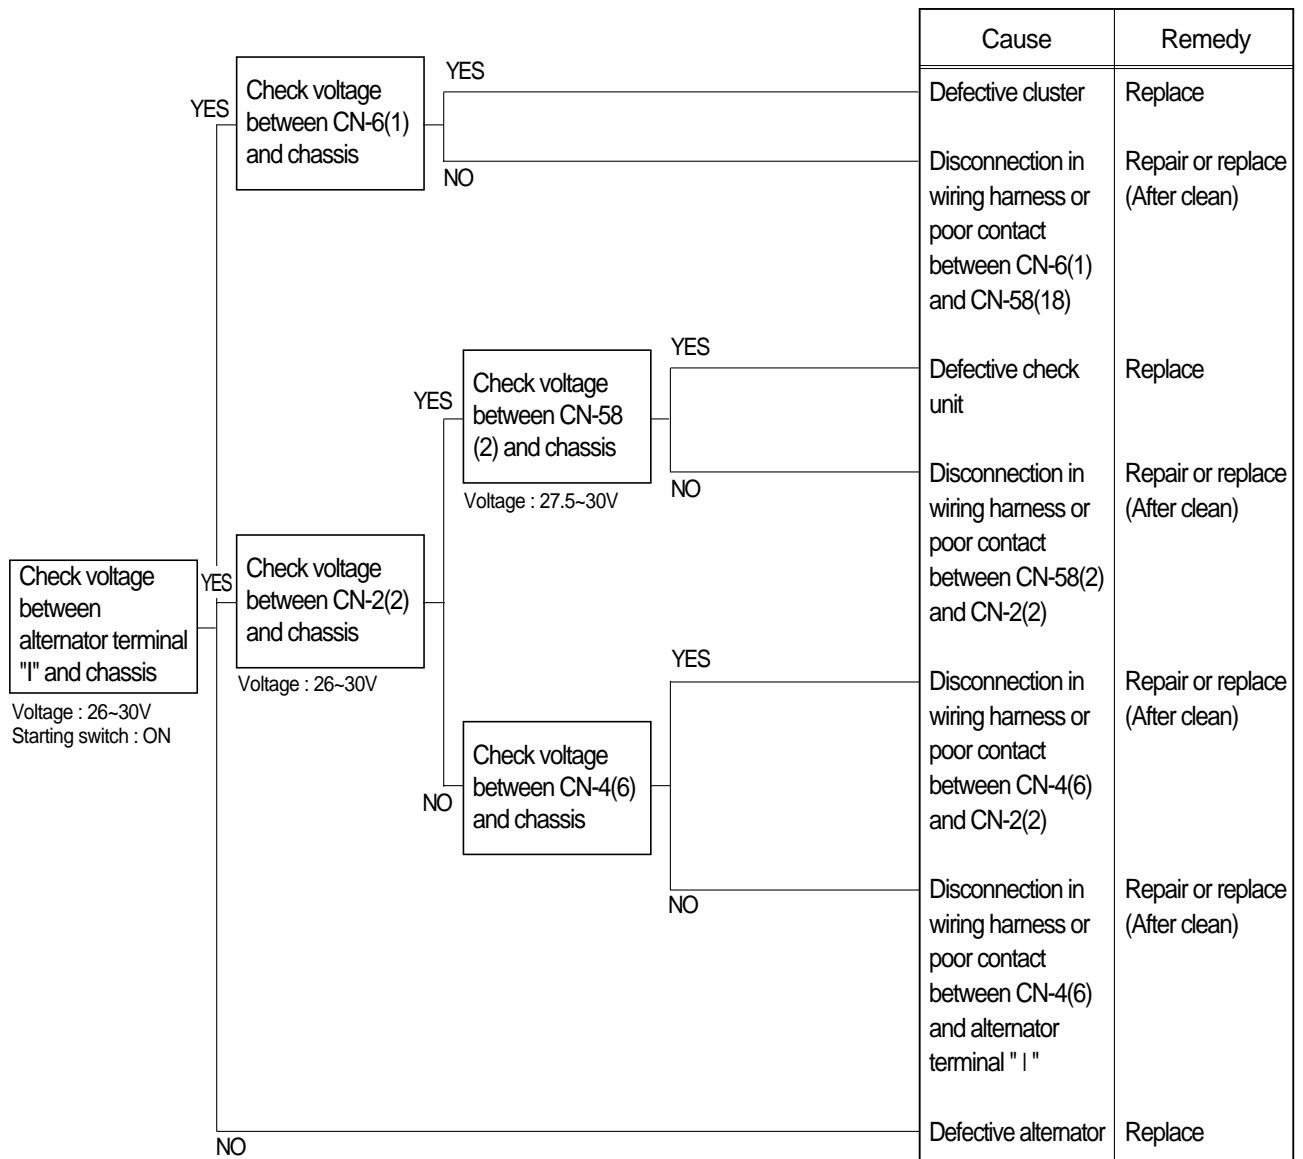 Cause
Remedy
YES
Check voltage
between CN-6(1)
and chassis
YES
NO
Defective cluster
Replace
Disconnection in
wiring harness or
poor contact
between CN-6(1)
and CN-58(18)
Repair or replace
(After clean)
YES
Check voltage
between CN-58
(2) and chassis
Voltage : 27.5~30V
YES
NO
Defective check
unit
Replace
Disconnection in
wiring harness or
poor contact
between CN-58(2)
and CN-2(2)
Repair or replace
(After clean)
Check voltage
between
alternator terminal
"I" and chassis
Voltage : 26~30V
Starting switch : ON
YES
Check voltage
between CN-2(2)
and chassis
Voltage : 26~30V
NO
Check voltage
between CN-4(6)
and chassis
YES
NO
Disconnection in
wiring harness or
poor contact
between CN-4(6)
and CN-2(2)
Repair or replace
(After clean)
Disconnection in
wiring harness or
poor contact
between CN-4(6)
and alternator
terminal " I "
Repair or replace
(After clean)
NO
Defective alternator
Replace